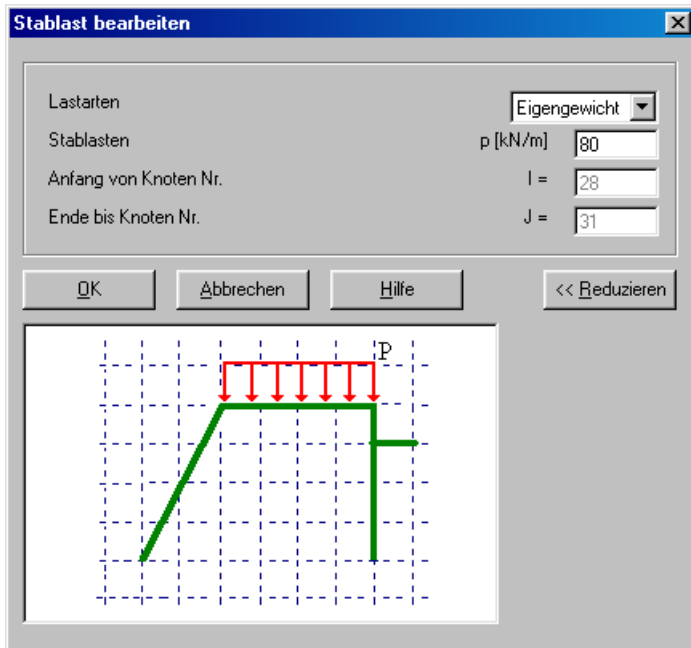 Stablast bearbeiten
Lastarten Eigengewicht
Stablasten p [kN/m] 80
Anfang von Knoten Nr. I = 28
Ende bis Knoten Nr. J = 31
OK Abbrechen Hilfe << Reduzieren
P